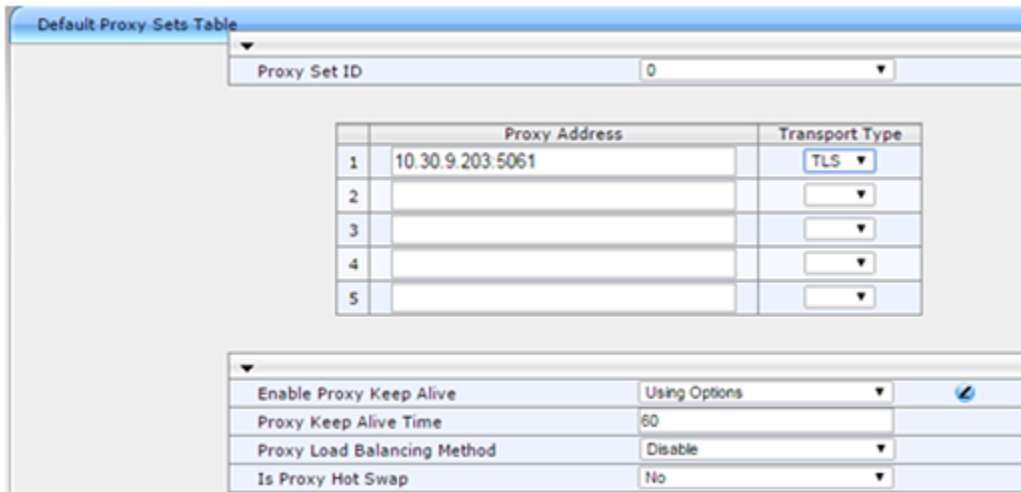 Default Proxy Sets Table
Proxy Set ID 0
Proxy Address Transport Type
1 10.30.9.203:5061 TLS
2
3
4
5
Enable Proxy Keep Alive Using Options
Proxy Keep Alive Time 60
Proxy Load Balancing Method Disable
Is Proxy Hot Swap No